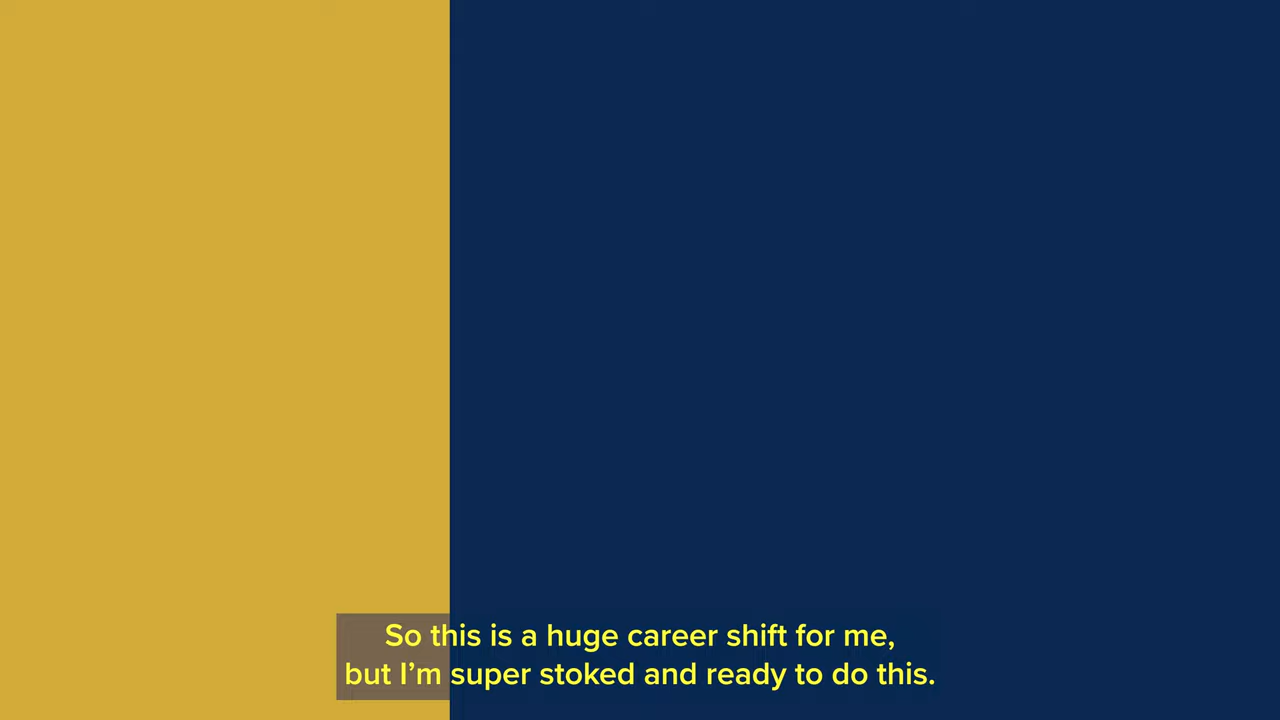 So this is a huge career shift for me,
but I’m super stoked and ready to do this.